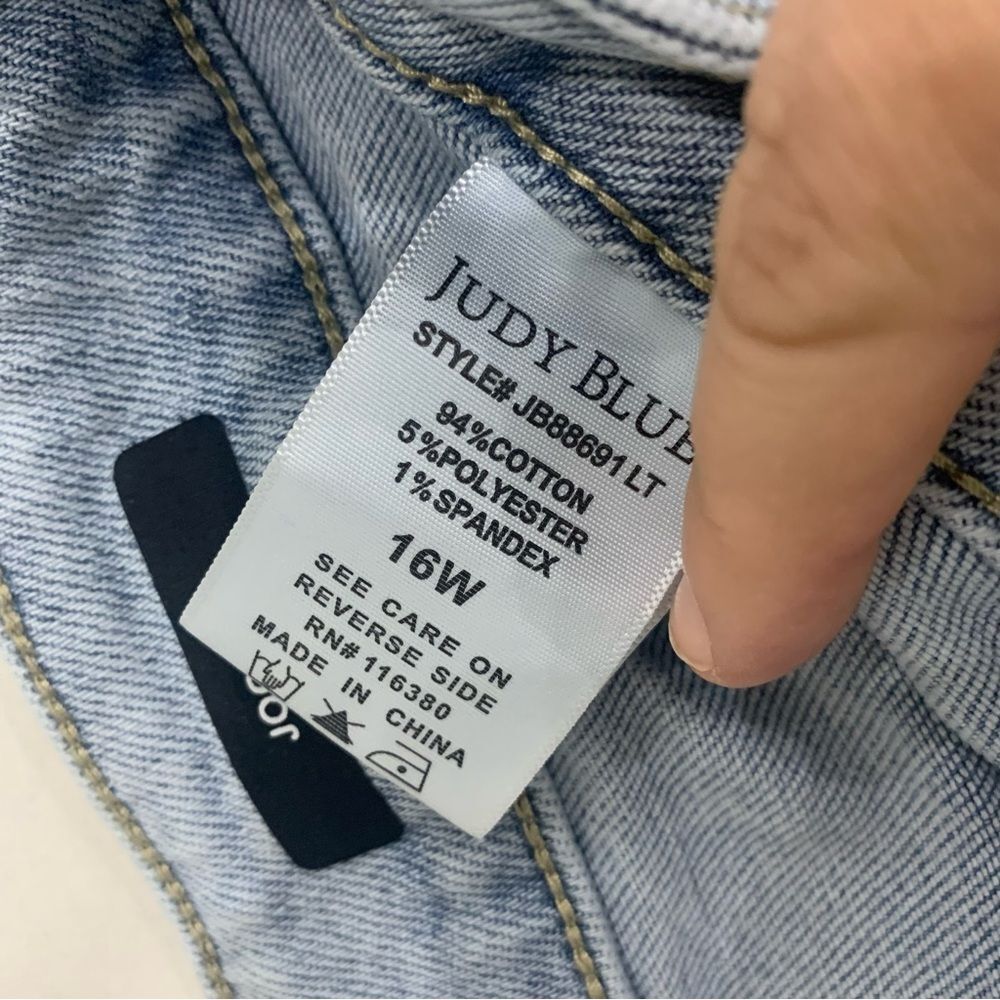 JUDY BLUE
STYLE# JB88691 LT
94%COTTON
5%POLYESTER
1%SPANDEX
16W
SEE CARE ON
REVERSE SIDE
RN# 116380
MADE IN CHINA